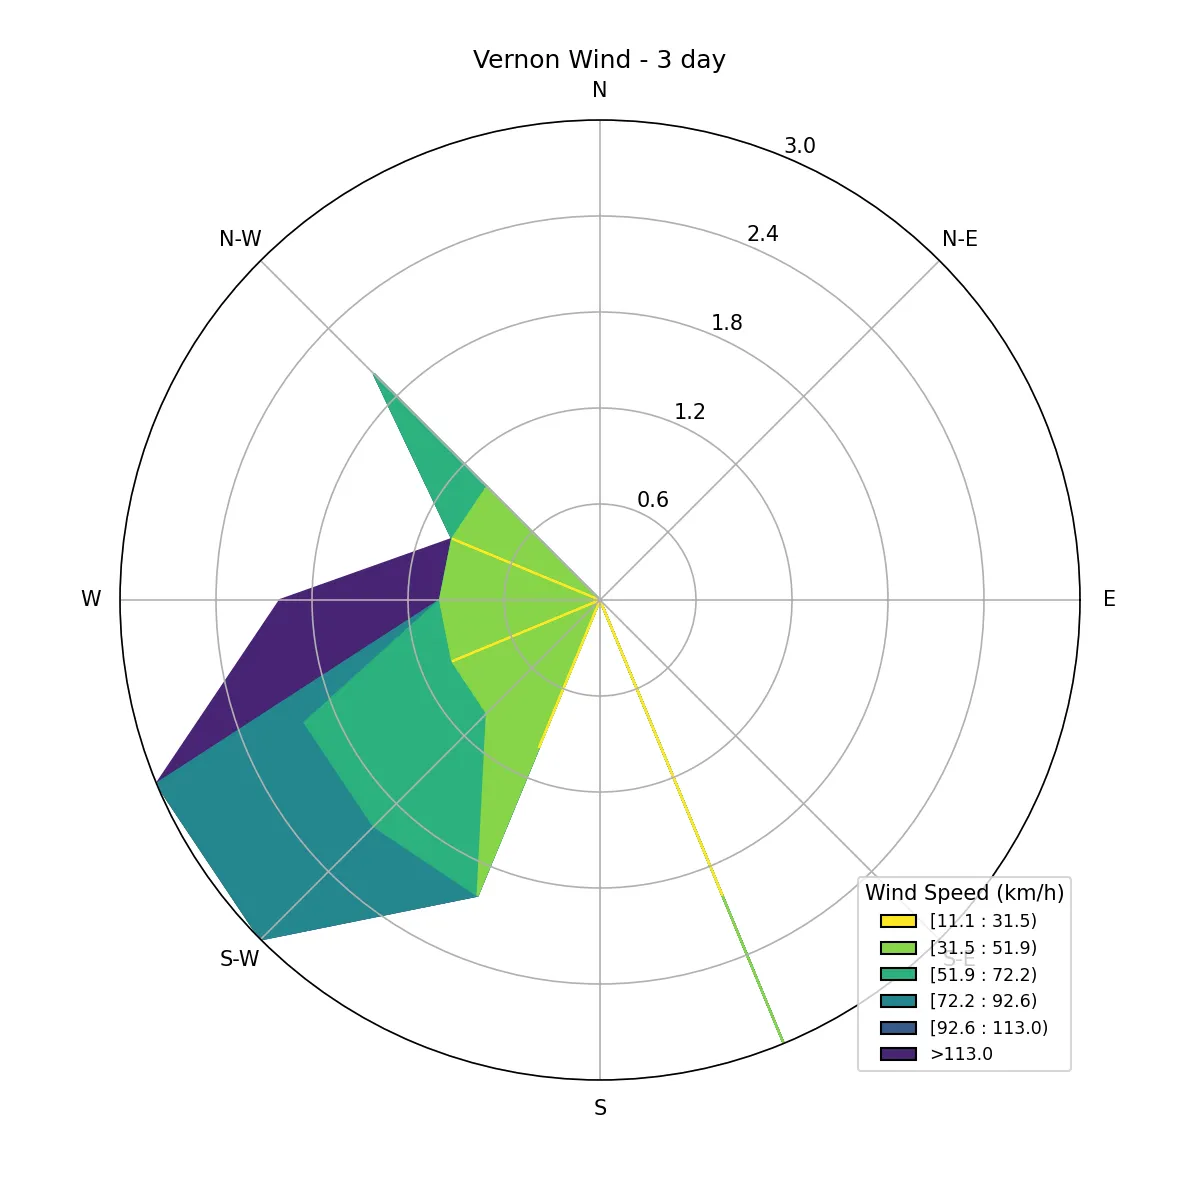 Vernon Wind - 3 day
N
3.0
N-W
2.4
N-E
1.8
1.2
0.6
W
E
S-W
S-E
S
Wind Speed (km/h)
[11.1 : 31.5)
[31.5 : 51.9)
[51.9 : 72.2)
[72.2 : 92.6)
[92.6 : 113.0)
>113.0